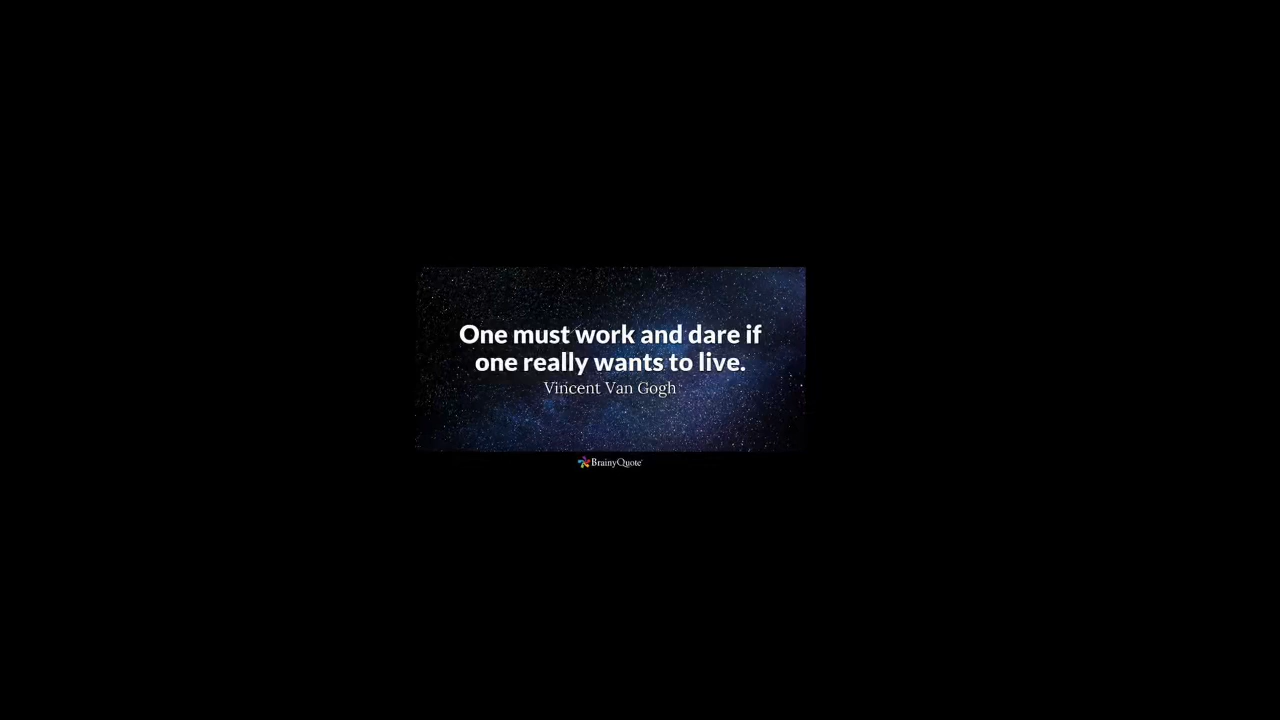 One must work and dare if
one really wants to live.
Vincent Van Gogh
BrainyQuote